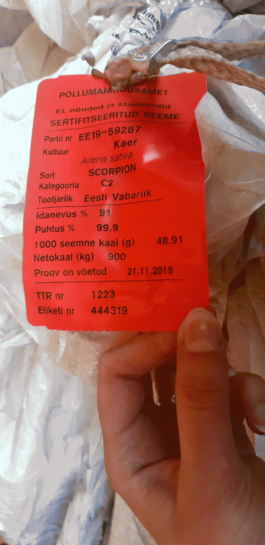 PÕLLUMAJANDUSAMET
EL nõuded ja standardid
SERTIFITSEERITUD SEEME
Partii nr EE19-59287
Kultuur Kaer
Avena sativa
Sort SCORPION
Kategooria C2
Tootjariik Eesti Vabariik
Idanevus % 91
Puhtus % 99.9
1000 seemne kaal (g) 48.91
Netokaal (kg) 900
Proov on võetud 21.11.2019
TTR nr 1223
Etiketi nr 444319